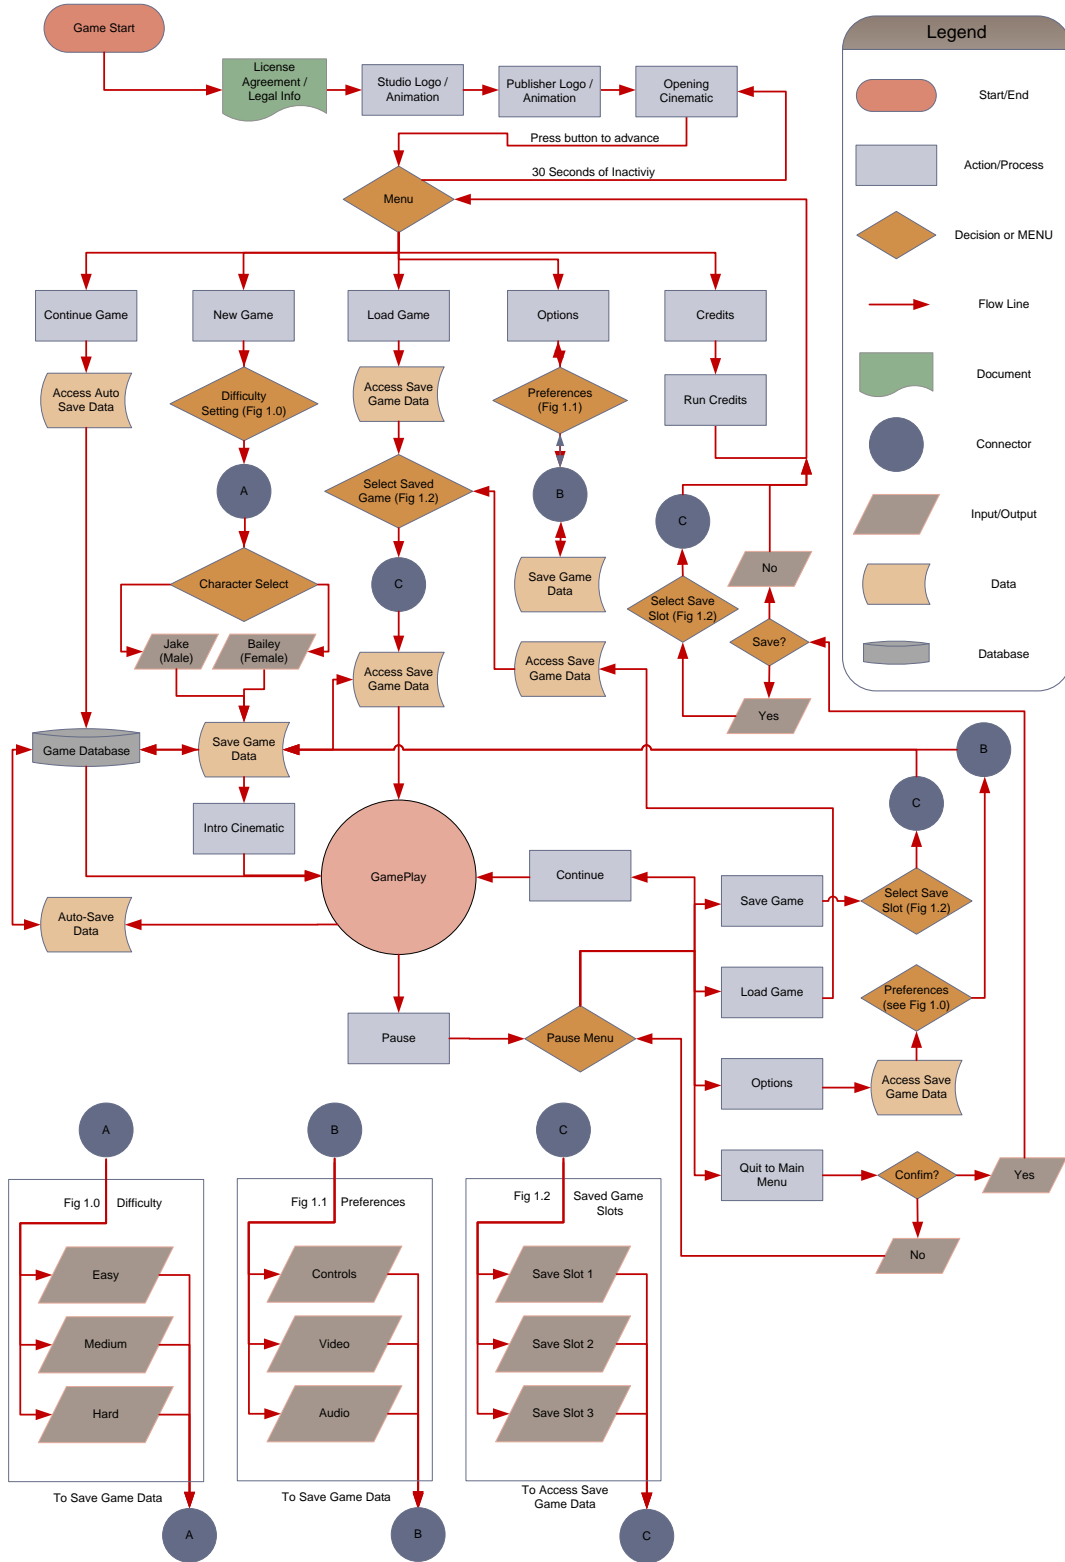 Game Start
Legend
License
Agreement /
Legal Info
Studio Logo /
Animation
Publisher Logo /
Animation
Opening
Cinematic
Start/End
Press button to advance
Action/Process
30 Seconds of Inactiviy
Menu
Decision or MENU
Continue Game
New Game
Load Game
Options
Credits
Flow Line
Access Auto
Save Data
Difficulty
Setting (Fig 1.0)
Access Save
Game Data
Preferences
(Fig 1.1)
Run Credits
Document
Connector
A
Select Saved
Game (Fig 1.2)
B
C
Input/Output
Character Select
C
Save Game
Data
No
Data
Select Save
Slot (Fig 1.2)
Jake
(Male)
Bailey
(Female)
Save?
Database
Access Save
Game Data
Access Save
Game Data
Yes
Game Database
Save Game
Data
B
C
Intro Cinematic
GamePlay
Continue
Save Game
Select Save
Slot (Fig 1.2)
Auto-Save
Data
Load Game
Preferences
(see Fig 1.0)
Pause
Pause Menu
Options
Access Save
Game Data
A
B
C
Quit to Main
Menu
Confim?
Yes
Fig 1.0
Difficulty
Fig 1.1
Preferences
Fig 1.2
Saved Game
Slots
No
Easy
Controls
Save Slot 1
Medium
Video
Save Slot 2
Hard
Audio
Save Slot 3
To Save Game Data
To Save Game Data
To Access Save
Game Data
A
B
C